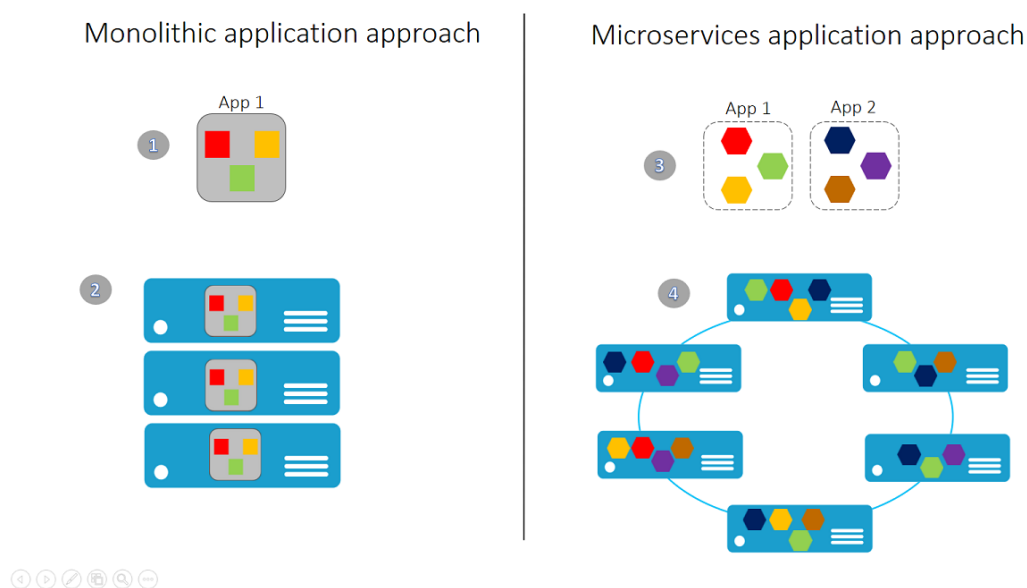 Monolithic application approach
Microservices application approach
App 1
1
2
App 1
App 2
3
4